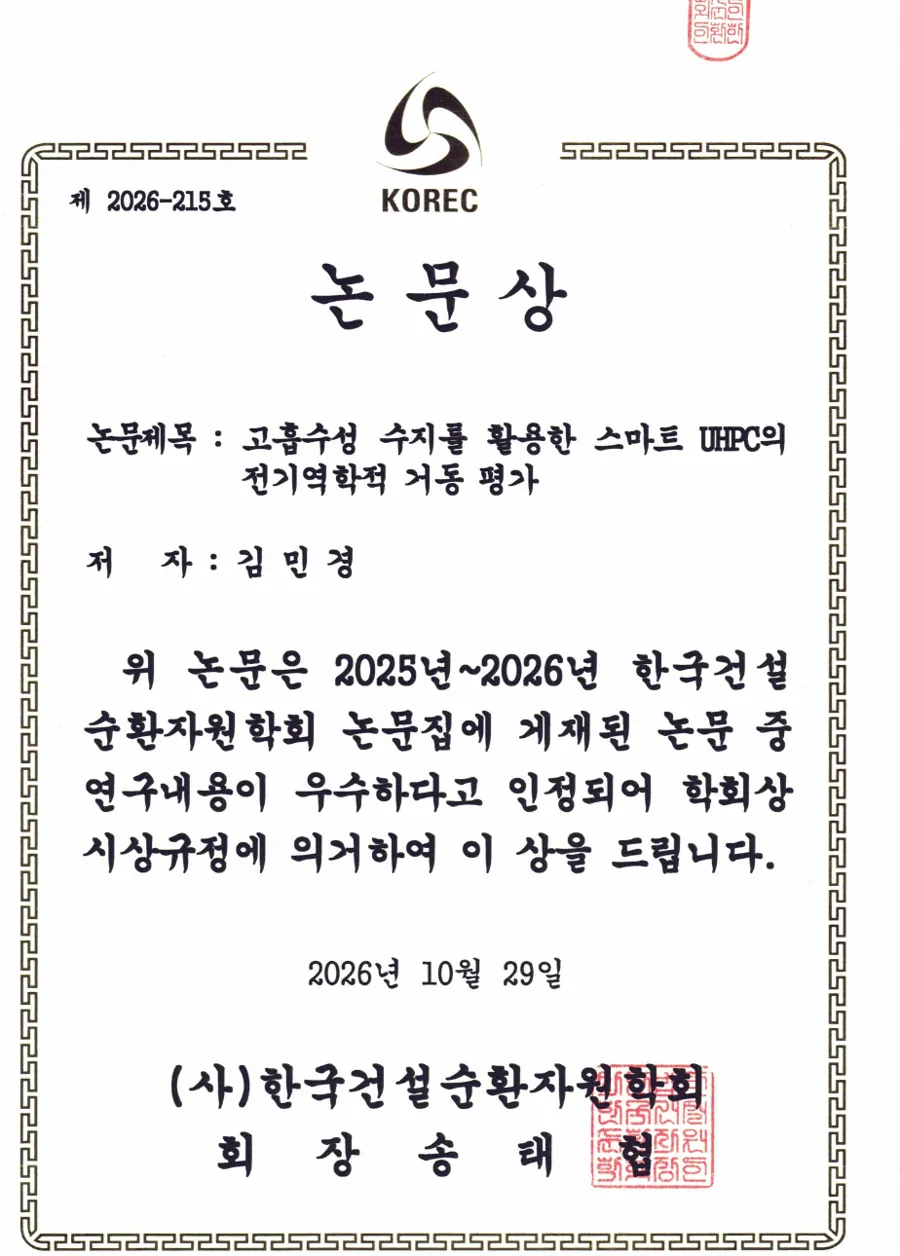 KOREC
제 2026-215호
논문상
논문제목 : 고흡수성 수지를 활용한 스마트 UHPC의
전기역학적 거동 평가
저 자 : 김 민 경
위 논문은 2025년~2026년 한국건설
순환자원학회 논문집에 게재된 논문 중
연구내용이 우수하다고 인정되어 학회상
시상규정에 의거하여 이 상을 드립니다.
2026년 10월 29일
(사)한국건설순환자원학회
회 장 송 태 협